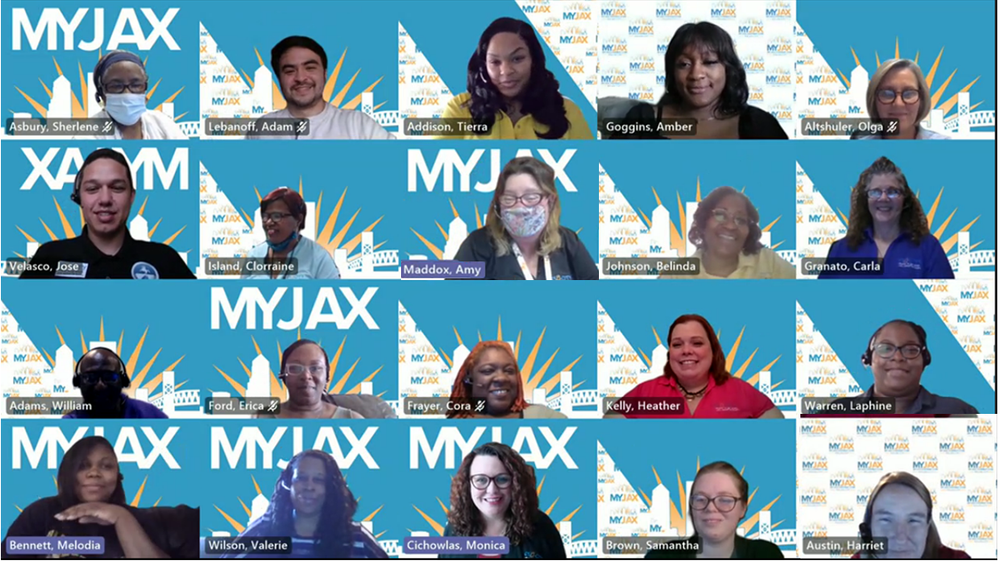 MYJAX
Asbury, Sherlene
Lebanoff, Adam
Addison, Tierra
Goggins, Amber
Altshuler, Olga
XALYM
Velasco, Jose
Island, Clorraine
MYJAX
Maddox, Amy
Johnson, Belinda
Granato, Carla
Adams, William
MYJAX
Ford, Erica
Frayer, Cora
Kelly, Heather
Warren, Laphine
MYJAX
Bennett, Melodia
MYJAX
Wilson, Valerie
MYJAX
Cichowlas, Monica
Brown, Samantha
MYJAX
Austin, Harriet